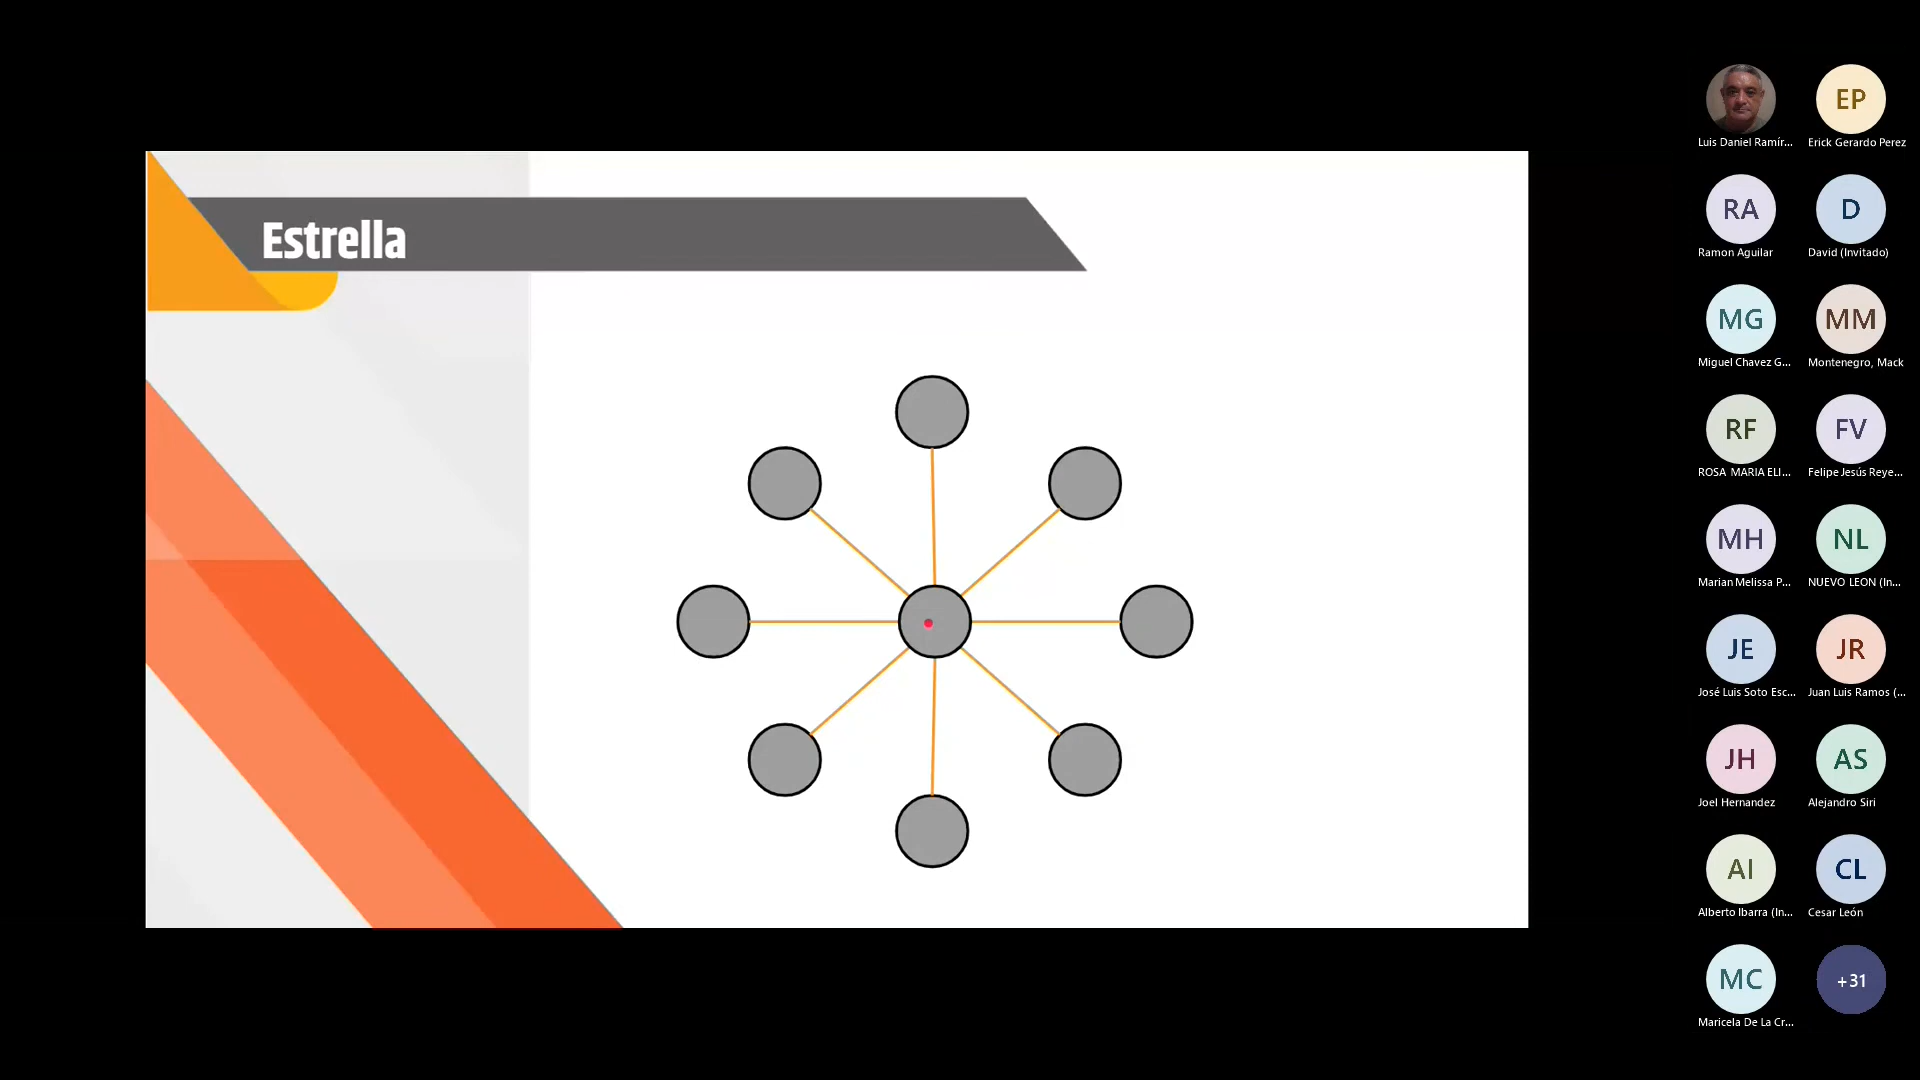 Estrella
Luis Daniel Ramír...
EP
Erick Gerardo Perez
RA
Ramon Aguilar
D
David (Invitado)
MG
Miguel Chavez G...
MM
Montenegro, Mack
RF
ROSA MARIA ELI...
FV
Felipe Jesús Reye...
MH
Marian Melissa P...
NL
NUEVO LEON (In...
JE
José Luis Soto Esc...
JR
Juan Luis Ramos (...
JH
Joel Hernandez
AS
Alejandro Siri
AI
Alberto Ibarra (In...
CL
Cesar León
MC
Maricela De La Cr...
+31